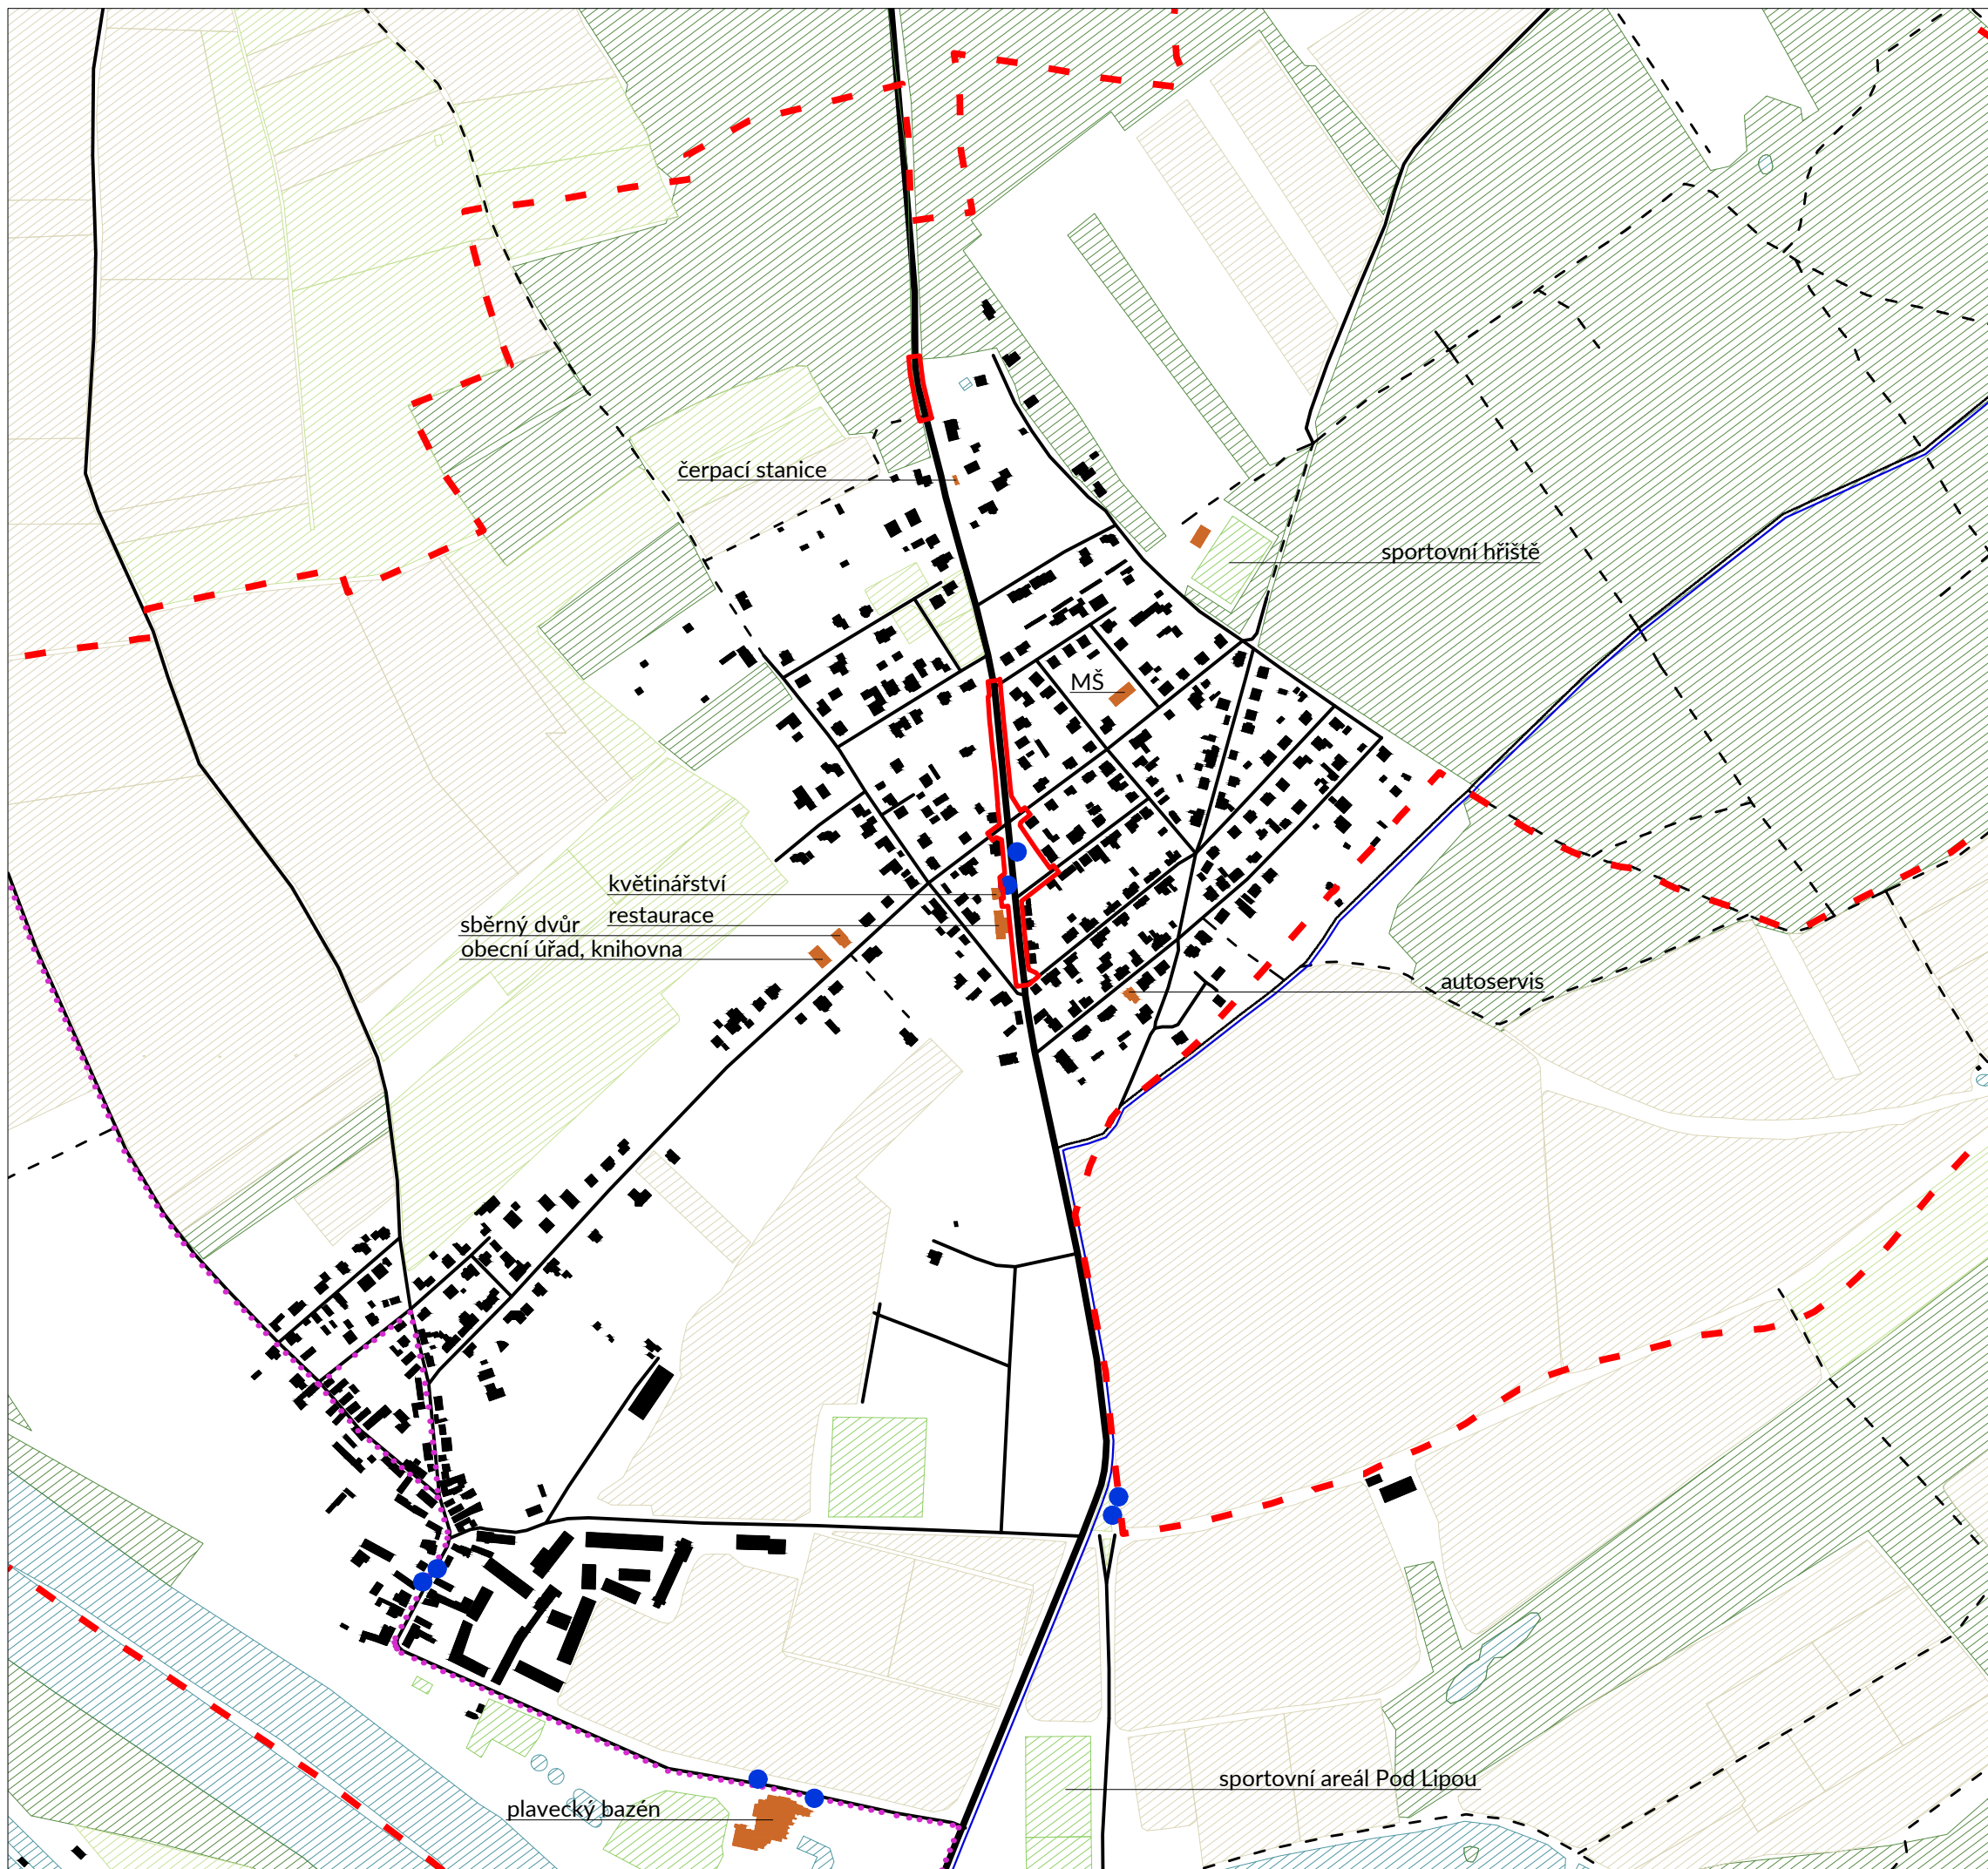 čerpací stanice
sportovní hřiště
MŠ
květinářství
restaurace
sběrný dvůr
obecní úřad, knihovna
autoservis
sportovní areál Pod Lipou
plavecký bazén